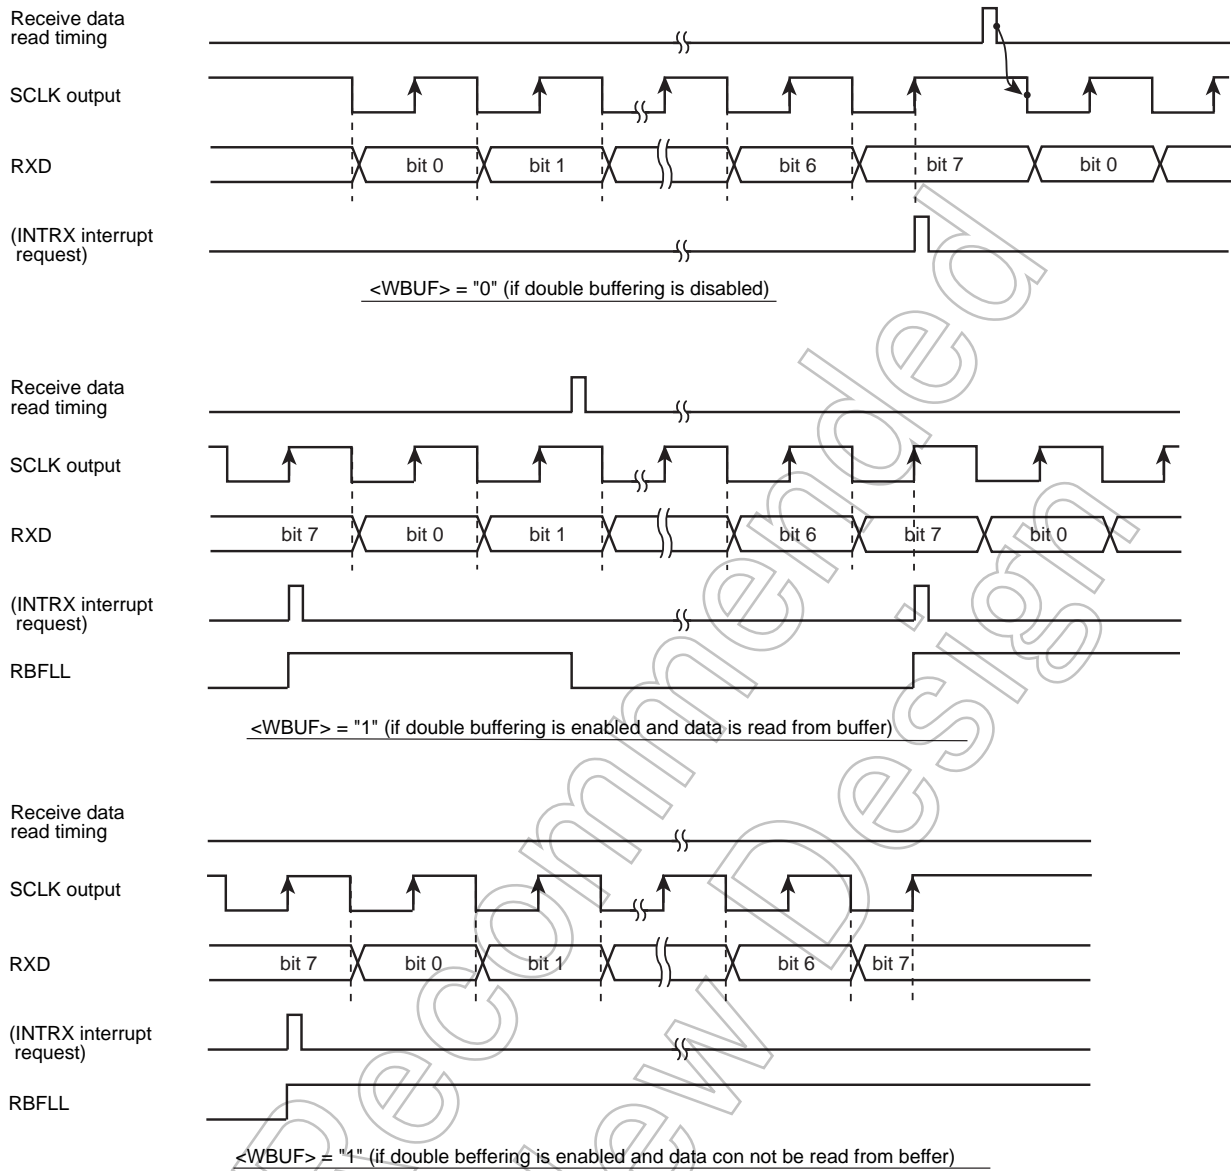 Receive data
read timing
SCLK output
RXD
bit 0
bit 1
bit 6
bit 7
bit 0
(INTRX interrupt
request)
<WBUF> = "0" (if double buffering is disabled)
Receive data
read timing
SCLK output
RXD
bit 7
bit 0
bit 1
bit 6
bit 7
bit 0
(INTRX interrupt
request)
RBFLL
<WBUF> = "1" (if double buffering is enabled and data is read from buffer)
Receive data
read timing
SCLK output
RXD
bit 7
bit 0
bit 1
bit 6
bit 7
(INTRX interrupt
request)
RBFLL
<WBUF> = "1" (if double beffering is enabled and data con not be read from beffer)
Recommended
ew Design